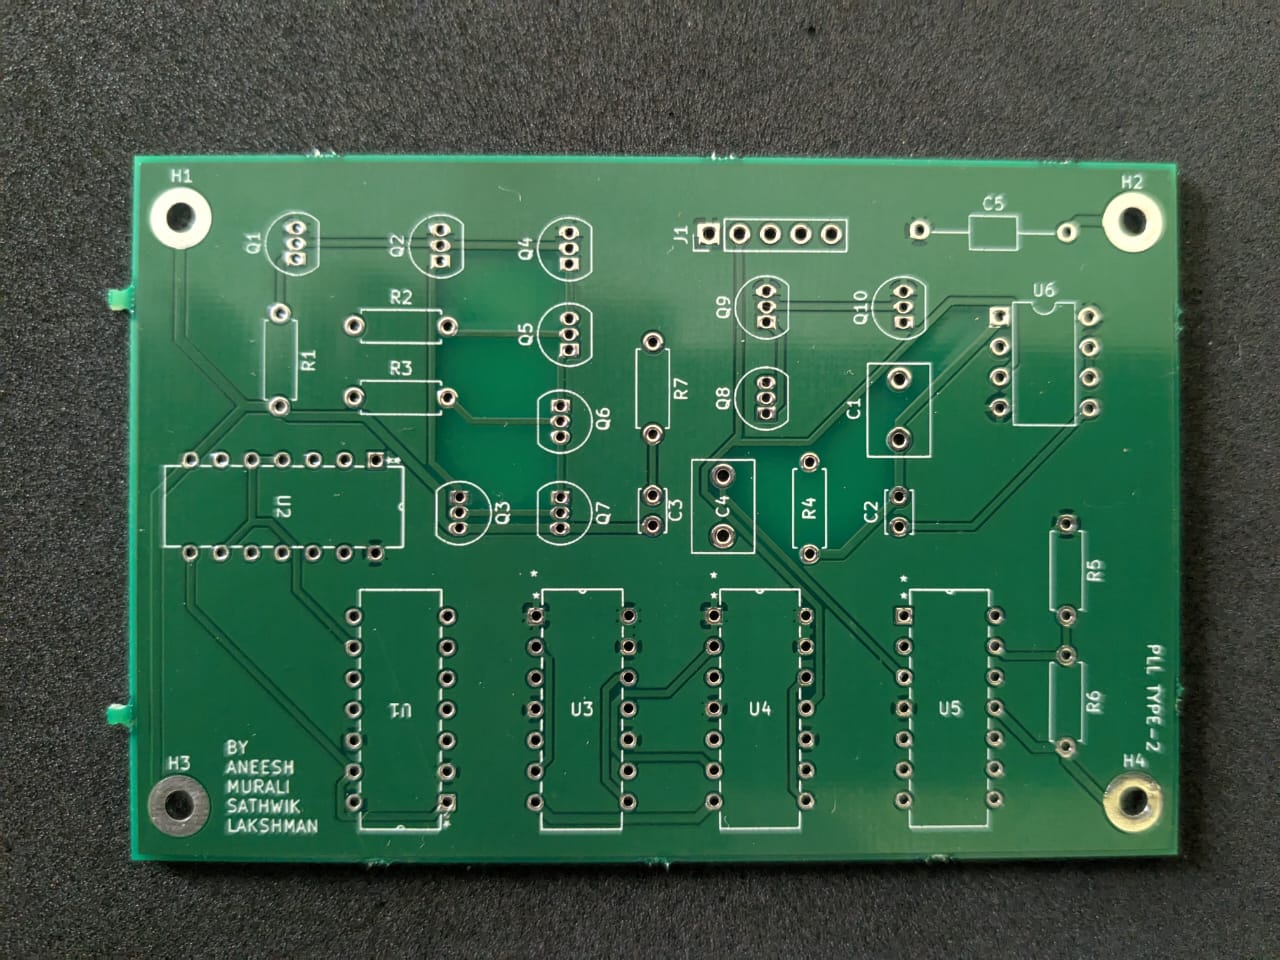 H1
H2
C5
Q1
Q2
Q4
J1
U6
R2
Q5
Q9
Q10
R1
R3
R7
Q8
C1
Q6
U2
Q3
Q7
C3
C4
R4
C2
R5
U1
U3
U4
U5
R6
PLL TYPE-2
H3
H4
BY
ANEESH
MURALI
SATHWIK
LAKSHMAN